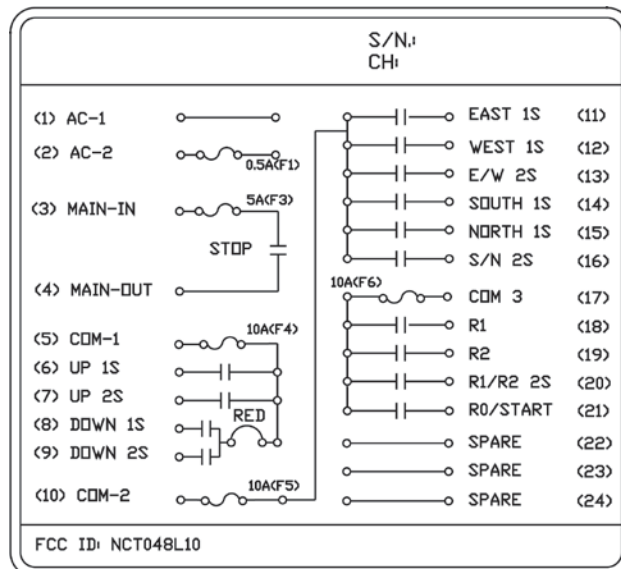 S/N.:
CH:
(1) AC-1
(2) AC-2
0.5A(F1)
(3) MAIN-IN
5A(F3)
STOP
(4) MAIN-OUT
(5) COM-1
10A(F4)
(6) UP 1S
(7) UP 2S
RED
(8) DOWN 1S
(9) DOWN 2S
(10) COM-2
10A(F5)
EAST 1S (11)
WEST 1S (12)
E/W 2S (13)
SOUTH 1S (14)
NORTH 1S (15)
S/N 2S (16)
10A(F6)
COM 3 (17)
R1 (18)
R2 (19)
R1/R2 2S (20)
R0/START (21)
SPARE (22)
SPARE (23)
SPARE (24)
FCC ID: NCT048L10